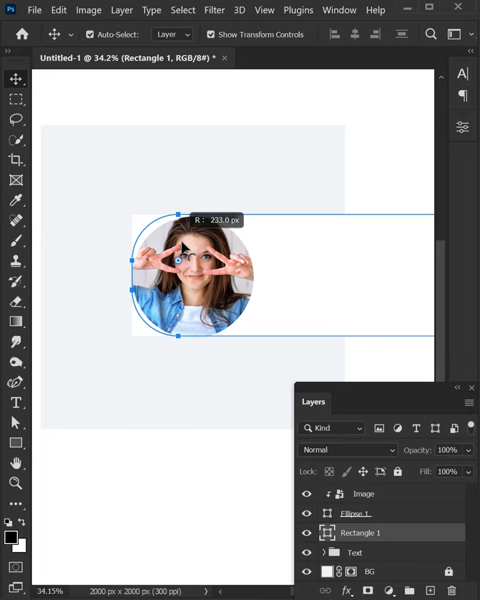 Ps File Edit Image Layer Type Select Filter 3D View Plugins Window Help
Auto-Select: Layer Show Transform Controls
Untitled-1 @ 34.2% (Rectangle 1, RGB/8#) *
R : 233.0 px
Layers
Kind
Normal Opacity: 100%
Lock: Fill: 100%
Image
Ellipse 1
Rectangle 1
Text
BG
34.15% 2000 px x 2000 px (300 ppi)
fx